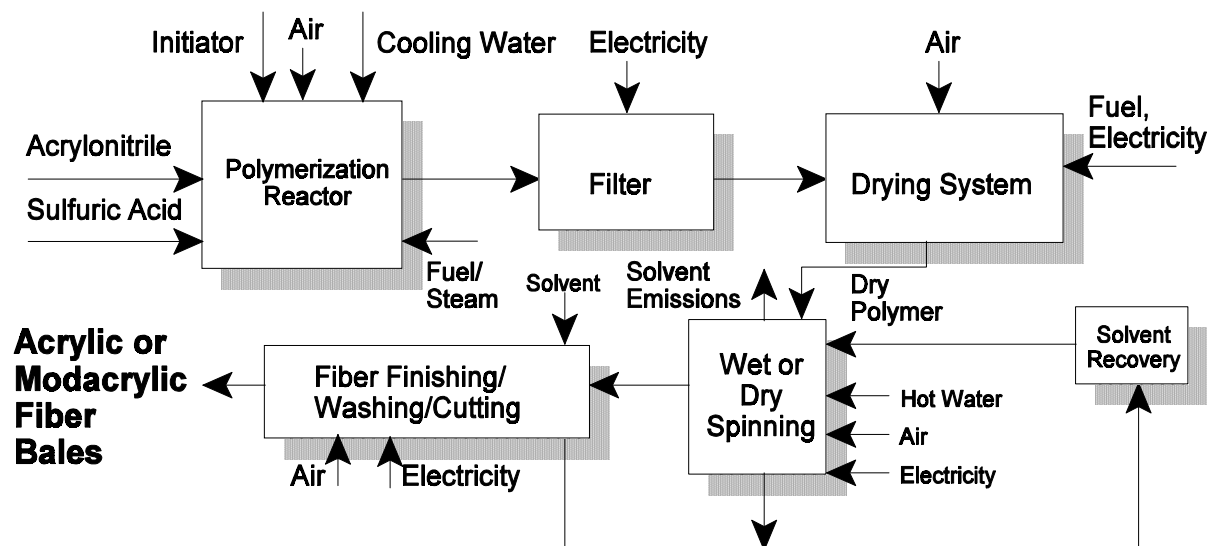 Initiator
Air
Cooling Water
Electricity
Air
Fuel,
Electricity
Acrylonitrile
Sulfuric Acid
Polymerization
Reactor
Filter
Drying System
Fuel/
Steam
Solvent
Solvent
Emissions
Dry
Polymer
Acrylic or
Modacrylic
Fiber
Bales
Fiber Finishing/
Washing/Cutting
Wet or
Dry
Spinning
Solvent
Recovery
Hot Water
Air
Electricity
Air
Electricity